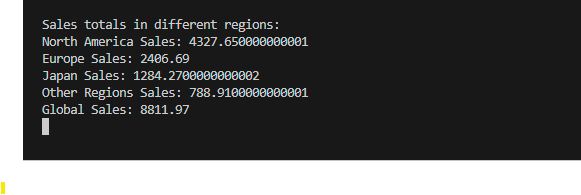 Sales totals in different regions:
North America Sales: 4327.650000000001
Europe Sales: 2406.69
Japan Sales: 1284.2700000000002
Other Regions Sales: 788.9100000000001
Global Sales: 8811.97